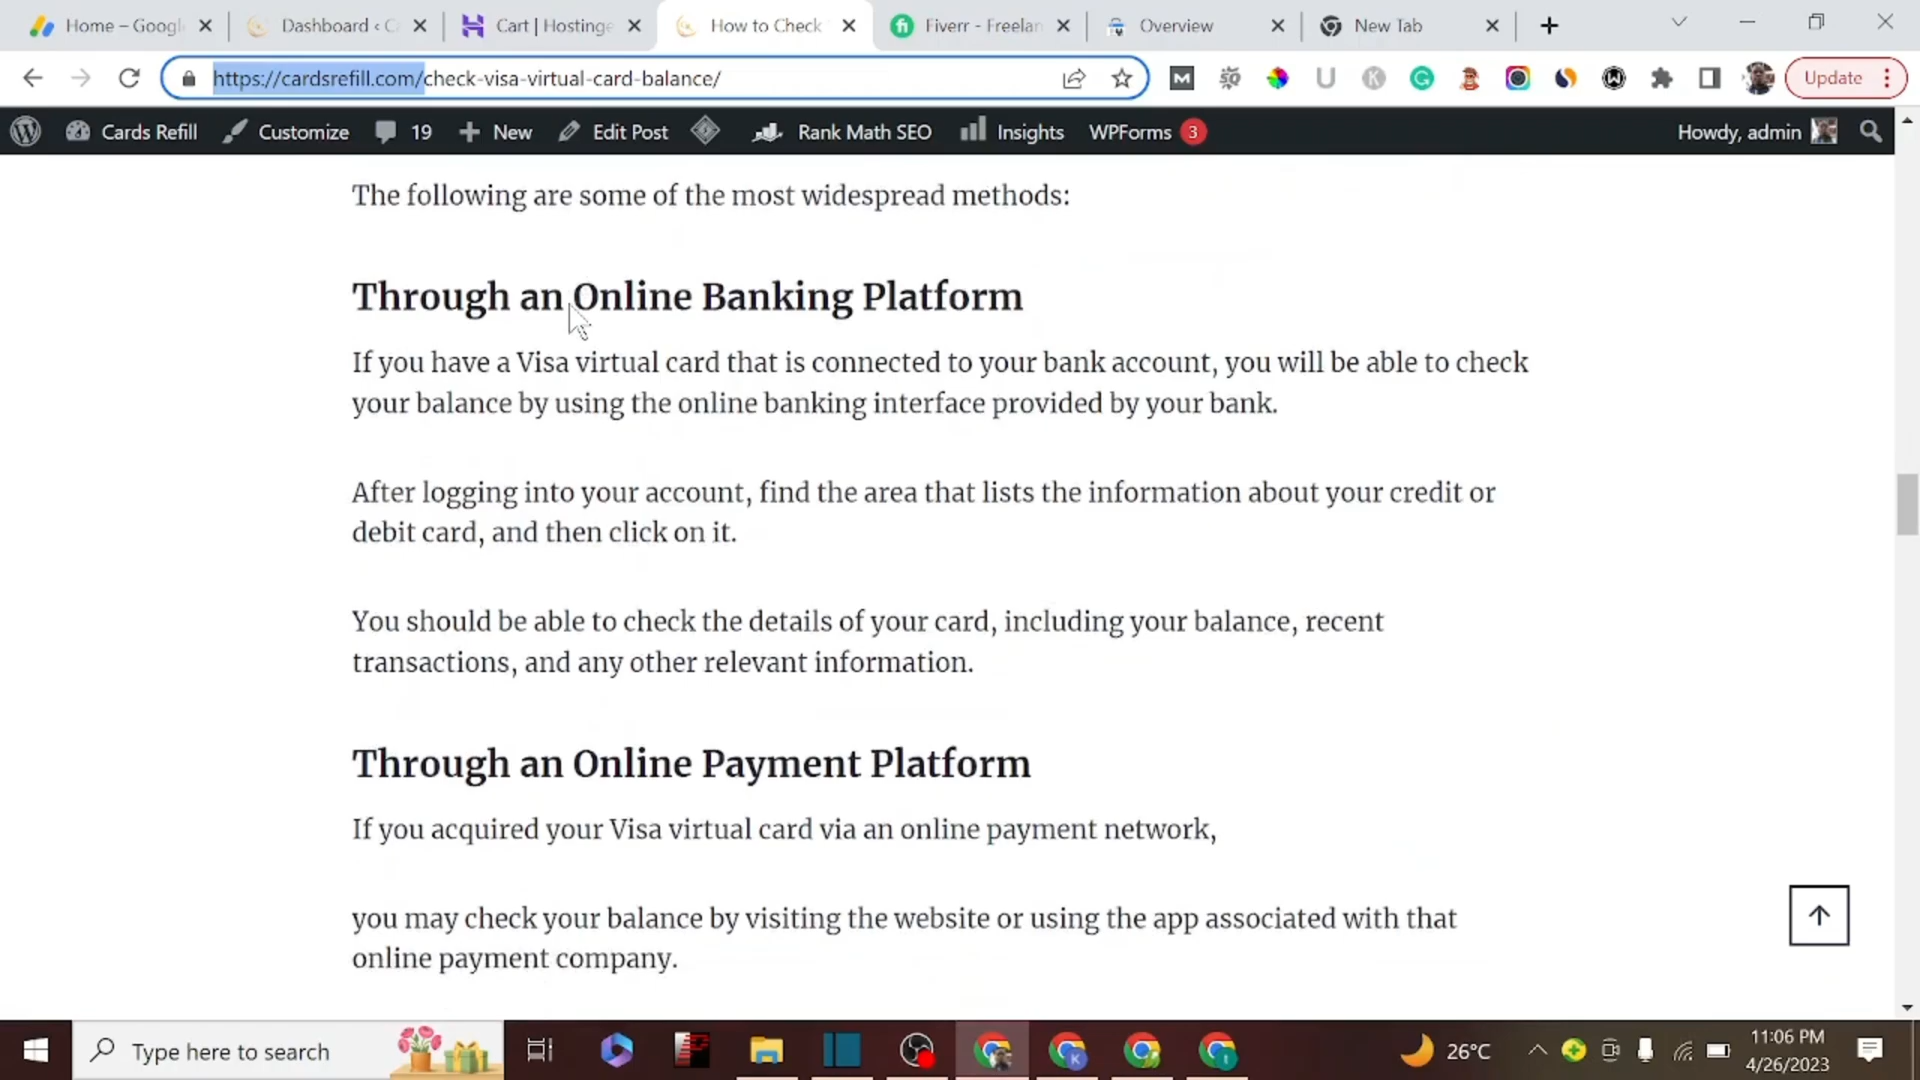 Home – Googl
Dashboard ‹ C
Cart | Hostinge
How to Check
Fiverr - Freelan
Overview
New Tab
https://cardsrefill.com/check-visa-virtual-card-balance/
Update
Cards Refill
Customize
19
New
Edit Post
Rank Math SEO
Insights
WPForms 3
Howdy, admin
The following are some of the most widespread methods:
Through an Online Banking Platform
If you have a Visa virtual card that is connected to your bank account, you will be able to check
your balance by using the online banking interface provided by your bank.
After logging into your account, find the area that lists the information about your credit or
debit card, and then click on it.
You should be able to check the details of your card, including your balance, recent
transactions, and any other relevant information.
Through an Online Payment Platform
If you acquired your Visa virtual card via an online payment network,
you may check your balance by visiting the website or using the app associated with that
online payment company.
Type here to search
26°C
11:06 PM
4/26/2023